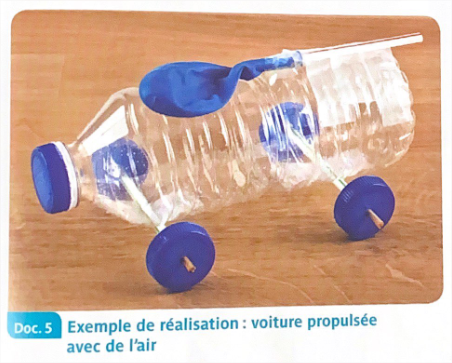 Doc. 5 Exemple de réalisation : voiture propulsée
avec de l'air